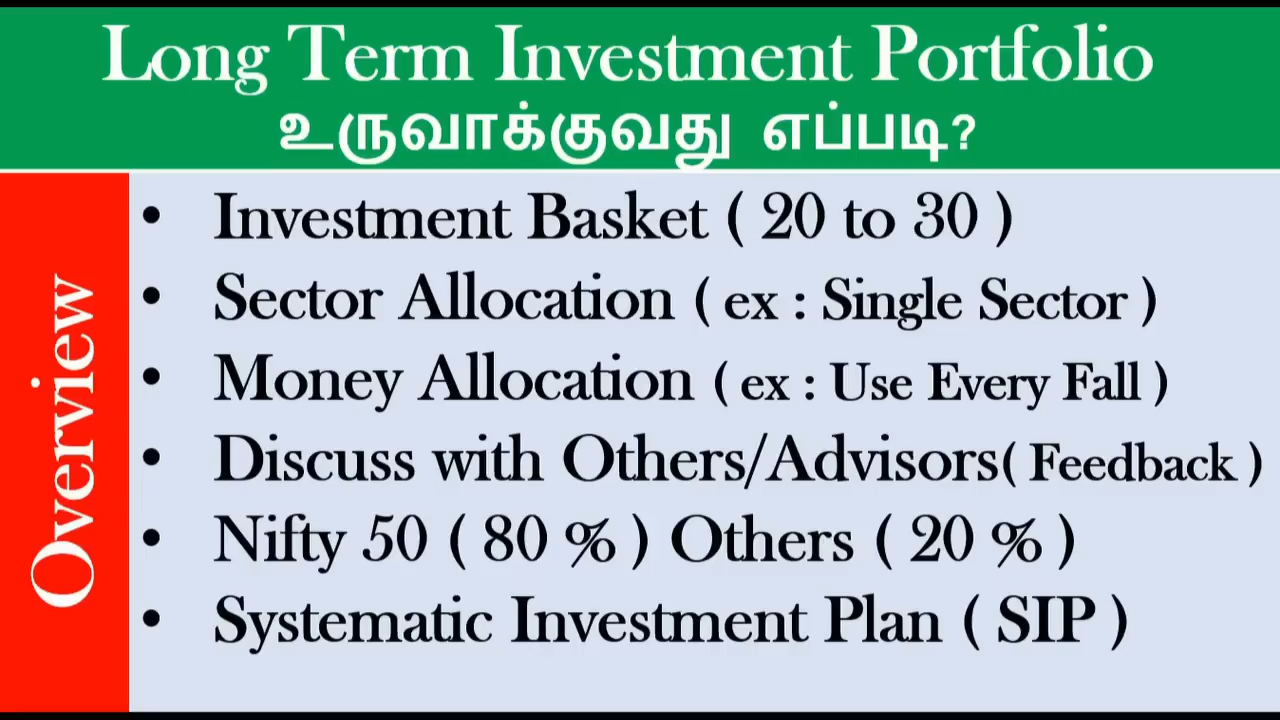 Long Term Investment Portfolio
உருவாக்குவது எப்படி?
Overview
• Investment Basket ( 20 to 30 )
• Sector Allocation ( ex : Single Sector )
• Money Allocation ( ex : Use Every Fall )
• Discuss with Others/Advisors( Feedback )
• Nifty 50 ( 80 % ) Others ( 20 % )
• Systematic Investment Plan ( SIP )